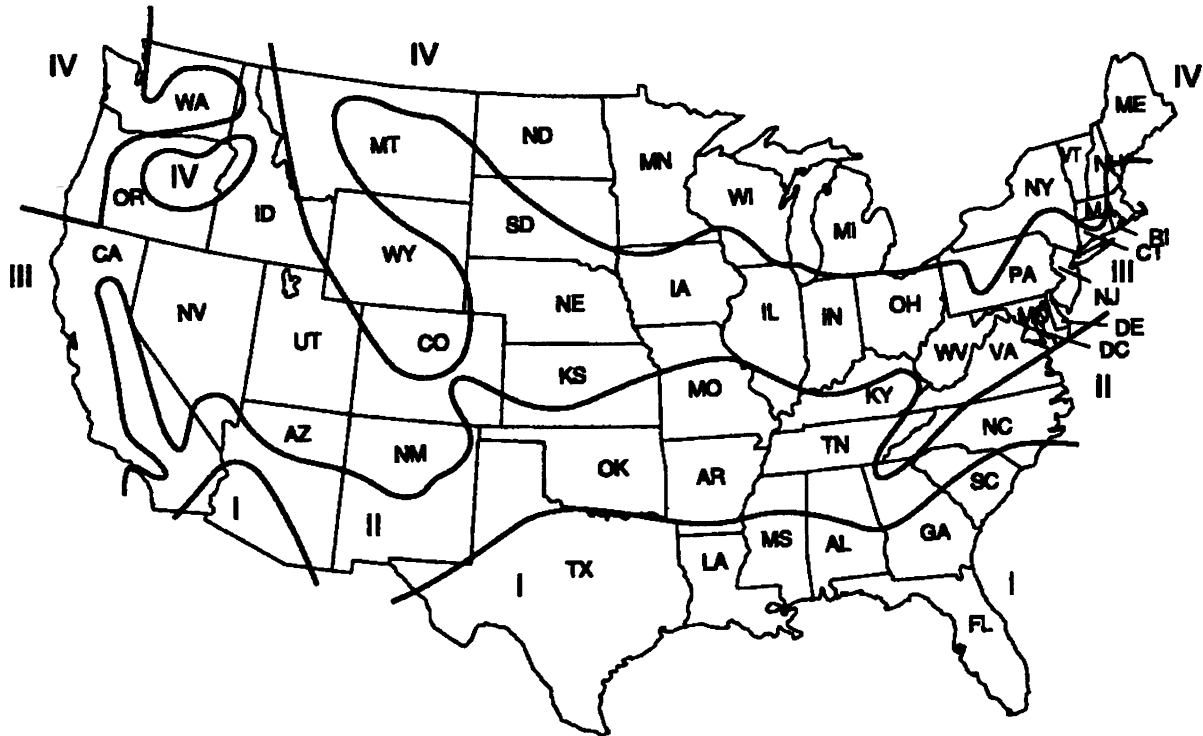 IV
IV
IV
WA
MT
ND
MN
ME
VT
NH
OR
IV
ID
SD
WI
MI
NY
MA
RI
CT
CA
WY
IA
PA
III
III
NV
NE
IL
IN
OH
NJ
UT
CO
MD
DE
DC
WV
VA
KS
MO
KY
II
AZ
NM
OK
AR
TN
NC
SC
I
II
I
TX
LA
MS
AL
GA
I
FL